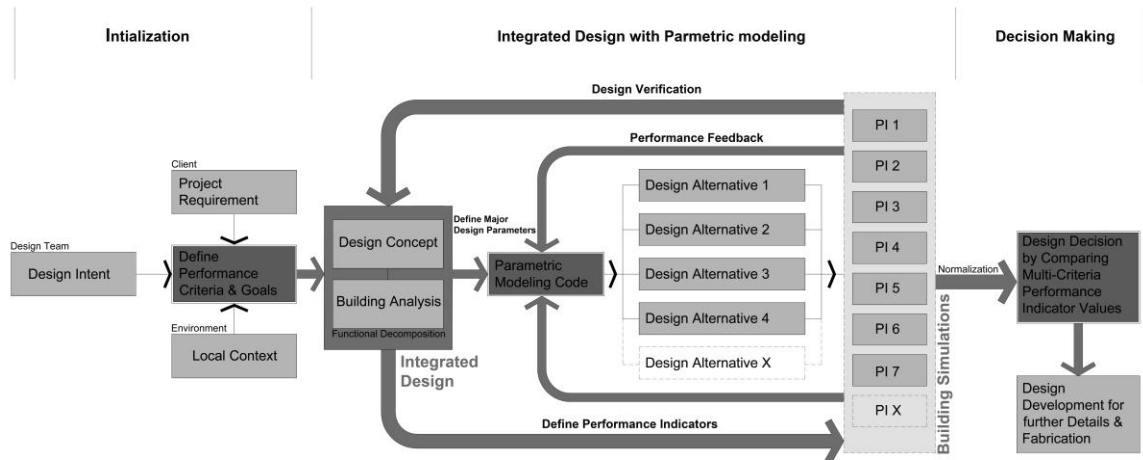 Intialization
Integrated Design with Parmetric modeling
Decision Making
Design Verification
Performance Feedback
Client
Project
Requirement
Design Team
Design Intent
Define
Performance
Criteria & Goals
Environment
Local Context
Design Concept
Building Analysis
Functional Decomposition
Integrated
Design
Define Major
Design Parameters
Parametric
Modeling Code
Design Alternative 1
Design Alternative 2
Design Alternative 3
Design Alternative 4
Design Alternative X
Define Performance Indicators
PI 1
PI 2
PI 3
PI 4
PI 5
PI 6
PI 7
PI X
Building Simulations
Normalization
Design Decision
by Comparing
Multi-Criteria
Performance
Indicator Values
Design
Development for
further Details &
Fabrication